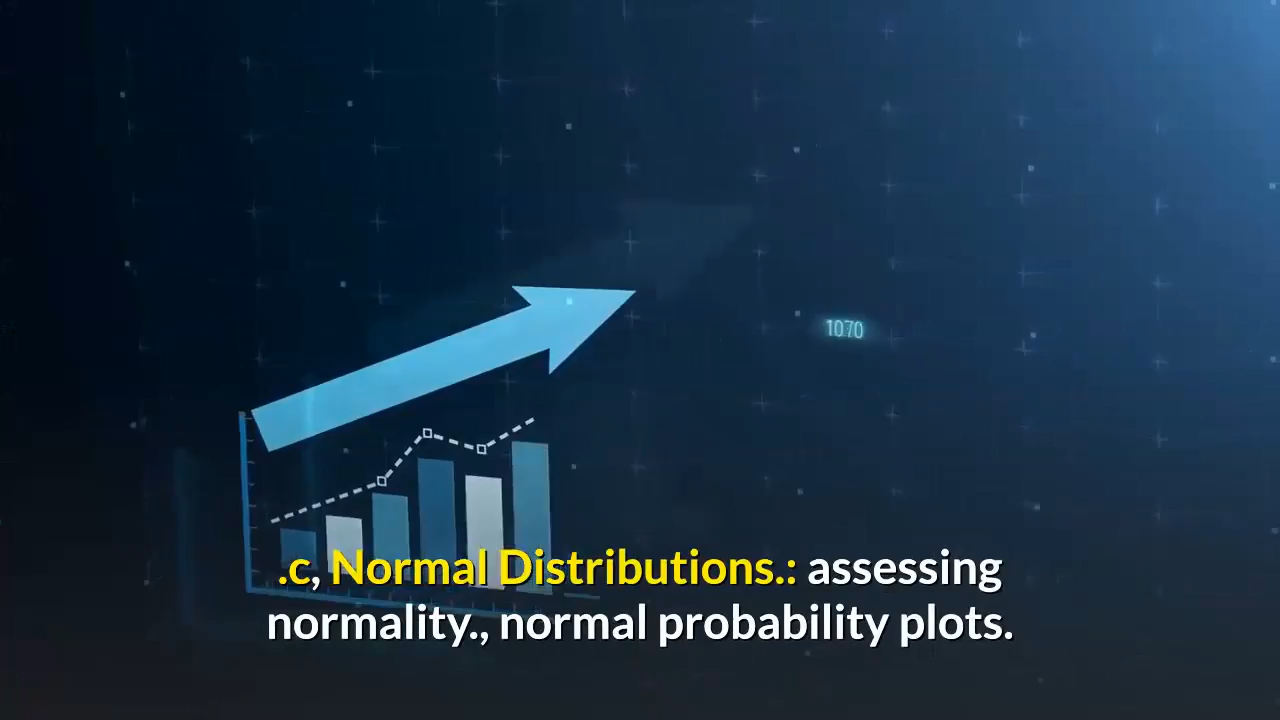 1070
.c, Normal Distributions.: assessing
normality., normal probability plots.